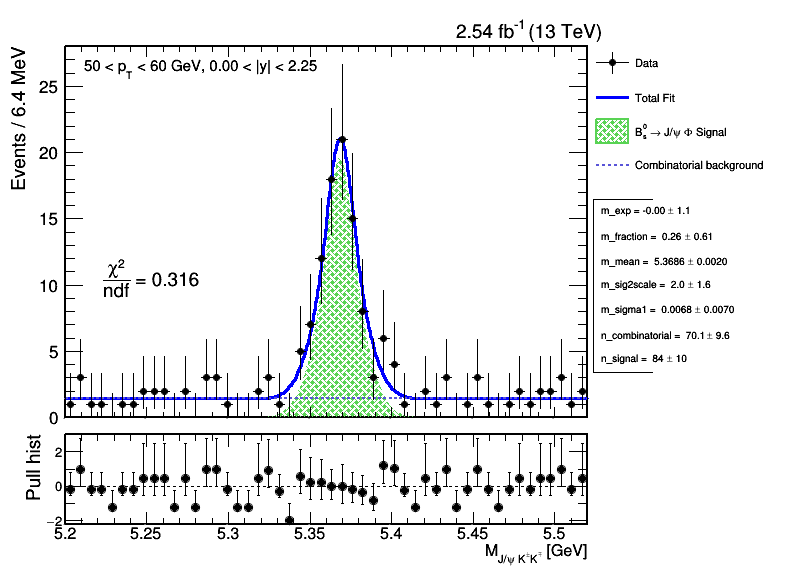 2.54 fb⁻¹ (13 TeV)
50 < p_T < 60 GeV, 0.00 < |y| < 2.25
Events / 6.4 MeV
25
20
15
10
5
0
χ²
ndf = 0.316
Data
Total Fit
B_s^0 → J/ψ Φ Signal
Combinatorial background
m_exp = -0.00 ± 1.1
m_fraction = 0.26 ± 0.61
m_mean = 5.3686 ± 0.0020
m_sig2scale = 2.0 ± 1.6
m_sigma1 = 0.0068 ± 0.0070
n_combinatorial = 70.1 ± 9.6
n_signal = 84 ± 10
Pull hist
2
0
−2
5.2 5.25 5.3 5.35 5.4 5.45 5.5
M_{J/ψ K^±K^∓} [GeV]